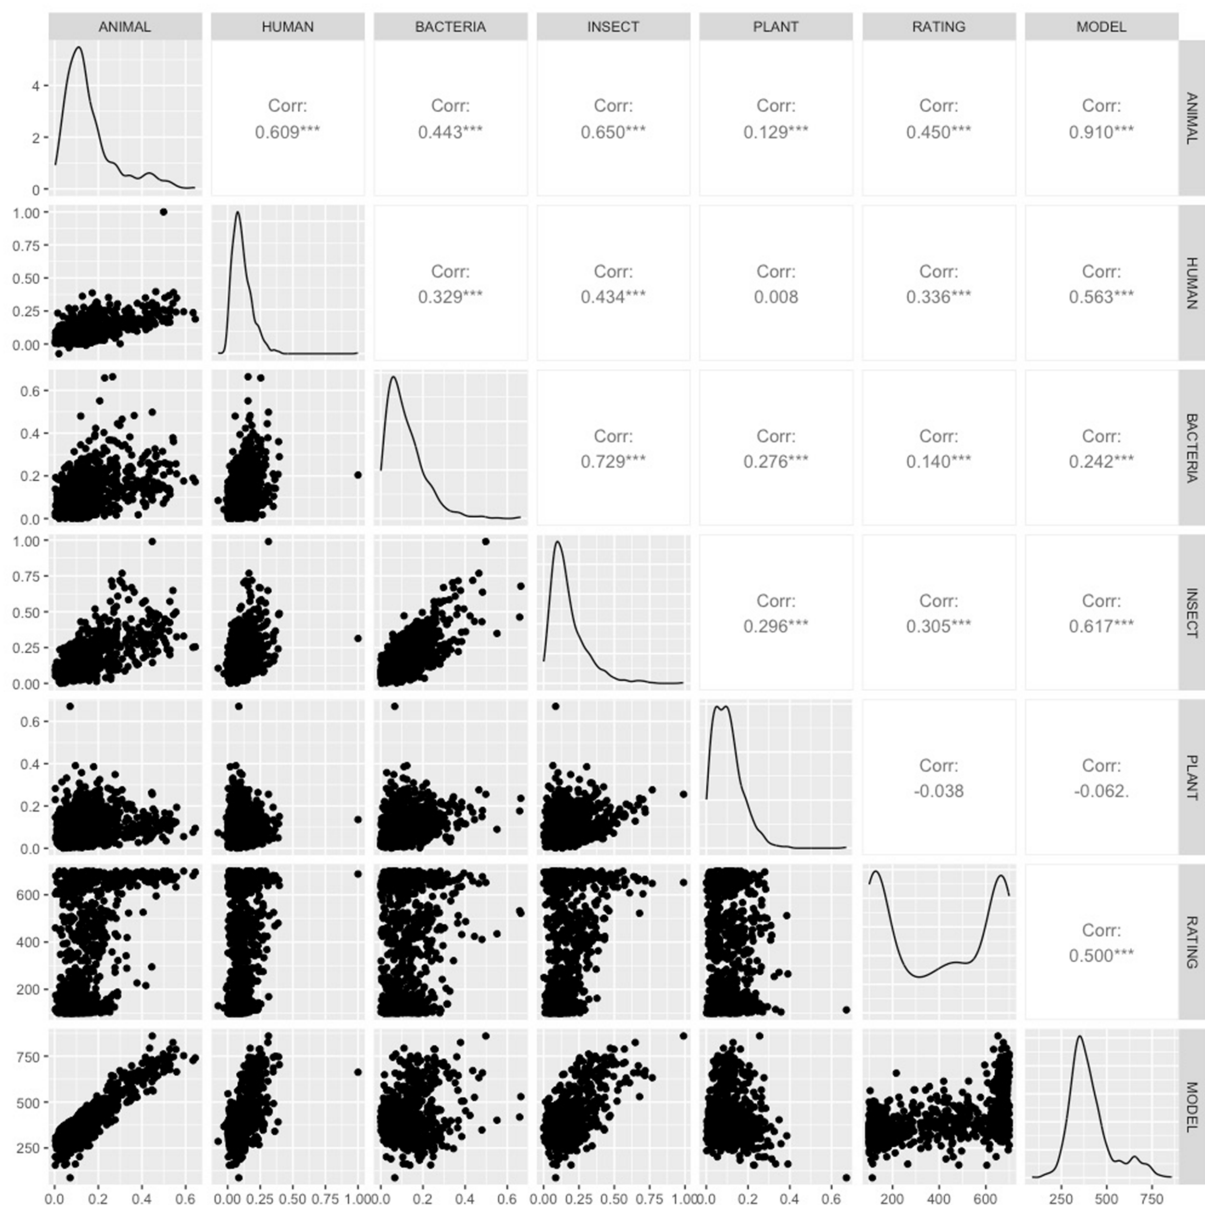 ANIMAL HUMAN BACTERIA INSECT PLANT RATING MODEL
4
2
0
Corr:
0.609***
Corr:
0.443***
Corr:
0.650***
Corr:
0.129***
Corr:
0.450***
Corr:
0.910***
ANIMAL
1.00
0.75
0.50
0.25
0.00
Corr:
0.329***
Corr:
0.434***
Corr:
0.008
Corr:
0.336***
Corr:
0.563***
HUMAN
0.6
0.4
0.2
0.0
Corr:
0.729***
Corr:
0.276***
Corr:
0.140***
Corr:
0.242***
BACTERIA
1.00
0.75
0.50
0.25
0.00
Corr:
0.296***
Corr:
0.305***
Corr:
0.617***
INSECT
0.6
0.4
0.2
0.0
Corr:
-0.038
Corr:
-0.062.
PLANT
600
400
200
Corr:
0.500***
RATING
750
500
250
MODEL
0.0 0.2 0.4 0.6
0.00 0.25 0.50 0.75 1.00
0.0 0.2 0.4 0.6
0.00 0.25 0.50 0.75 1.00
0.0 0.2 0.4 0.6
200 400 600
250 500 750